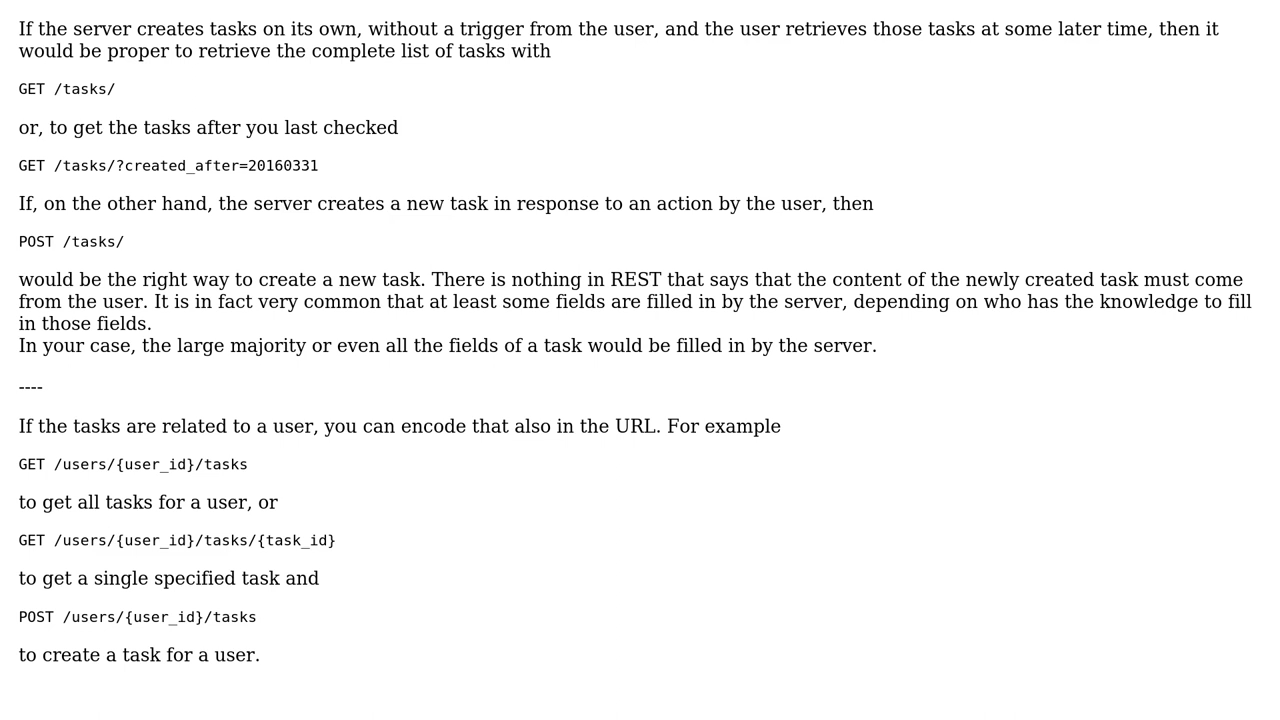 If the server creates tasks on its own, without a trigger from the user, and the user retrieves those tasks at some later time, then it
would be proper to retrieve the complete list of tasks with
GET /tasks/
or, to get the tasks after you last checked
GET /tasks/?created_after=20160331
If, on the other hand, the server creates a new task in response to an action by the user, then
POST /tasks/
would be the right way to create a new task. There is nothing in REST that says that the content of the newly created task must come
from the user. It is in fact very common that at least some fields are filled in by the server, depending on who has the knowledge to fill
in those fields.
In your case, the large majority or even all the fields of a task would be filled in by the server.
----
If the tasks are related to a user, you can encode that also in the URL. For example
GET /users/{user_id}/tasks
to get all tasks for a user, or
GET /users/{user_id}/tasks/{task_id}
to get a single specified task and
POST /users/{user_id}/tasks
to create a task for a user.